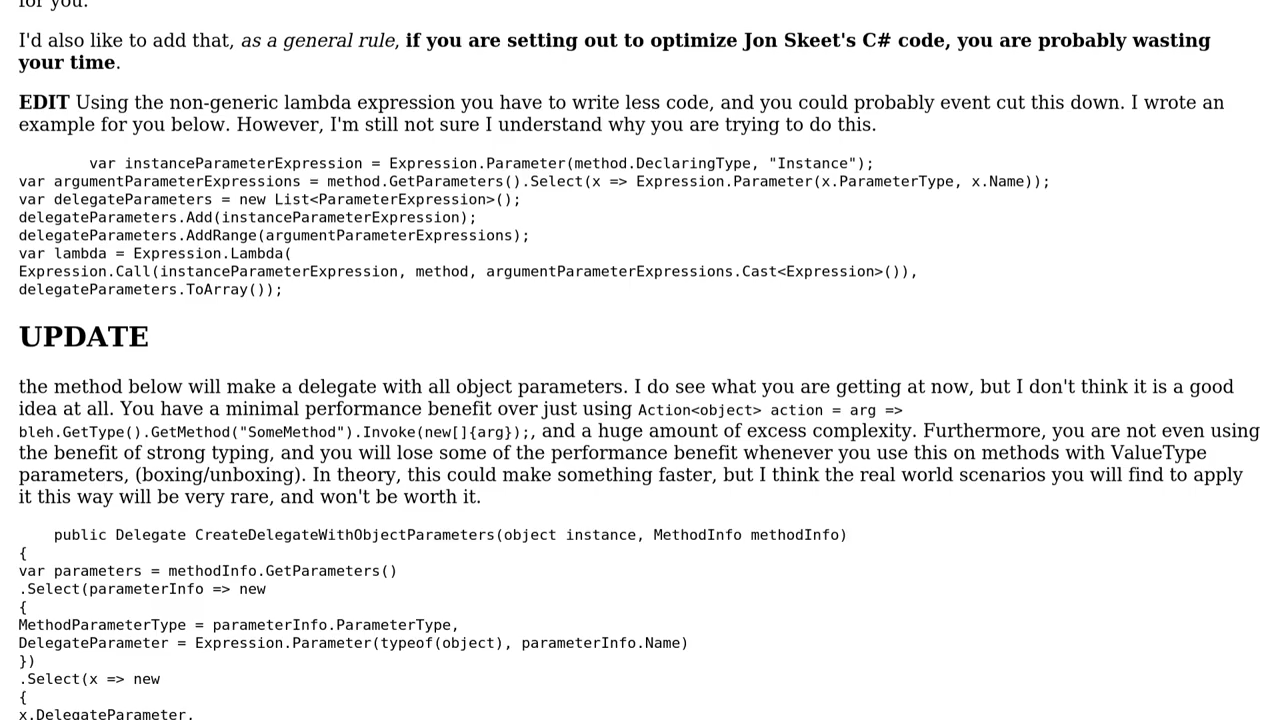 for you.
I'd also like to add that, as a general rule, if you are setting out to optimize Jon Skeet's C# code, you are probably wasting
your time.
EDIT Using the non-generic lambda expression you have to write less code, and you could probably event cut this down. I wrote an
example for you below. However, I'm still not sure I understand why you are trying to do this.
var instanceParameterExpression = Expression.Parameter(method.DeclaringType, "Instance");
var argumentParameterExpressions = method.GetParameters().Select(x => Expression.Parameter(x.ParameterType, x.Name));
var delegateParameters = new List<ParameterExpression>();
delegateParameters.Add(instanceParameterExpression);
delegateParameters.AddRange(argumentParameterExpressions);
var lambda = Expression.Lambda(
Expression.Call(instanceParameterExpression, method, argumentParameterExpressions.Cast<Expression>()),
delegateParameters.ToArray());
UPDATE
the method below will make a delegate with all object parameters. I do see what you are getting at now, but I don't think it is a good
idea at all. You have a minimal performance benefit over just using Action<object> action = arg =>
bleh.GetType().GetMethod("SomeMethod").Invoke(new[]{arg});, and a huge amount of excess complexity. Furthermore, you are not even using
the benefit of strong typing, and you will lose some of the performance benefit whenever you use this on methods with ValueType
parameters, (boxing/unboxing). In theory, this could make something faster, but I think the real world scenarios you will find to apply
it this way will be very rare, and won't be worth it.
public Delegate CreateDelegateWithObjectParameters(object instance, MethodInfo methodInfo)
{
var parameters = methodInfo.GetParameters()
.Select(parameterInfo => new
{
MethodParameterType = parameterInfo.ParameterType,
DelegateParameter = Expression.Parameter(typeof(object), parameterInfo.Name)
})
.Select(x => new
{
x.DelegateParameter,